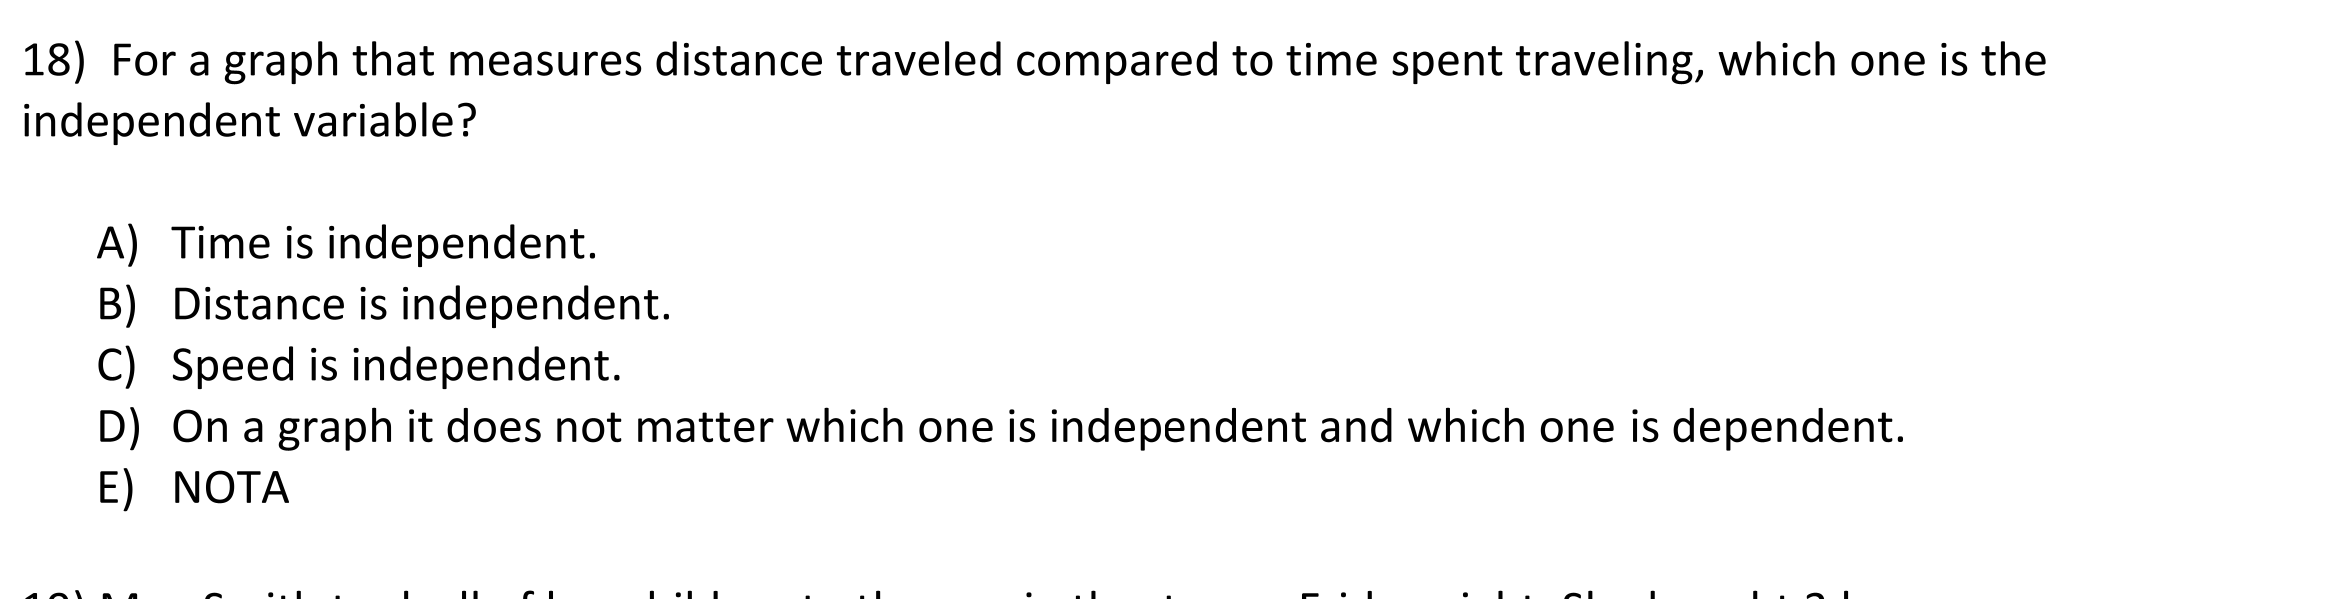 18) For a graph that measures distance traveled compared to time spent traveling, which one is the
independent variable?
A) Time is independent.
B) Distance is independent.
C) Speed is independent.
D) On a graph it does not matter which one is independent and which one is dependent.
E) NOTA